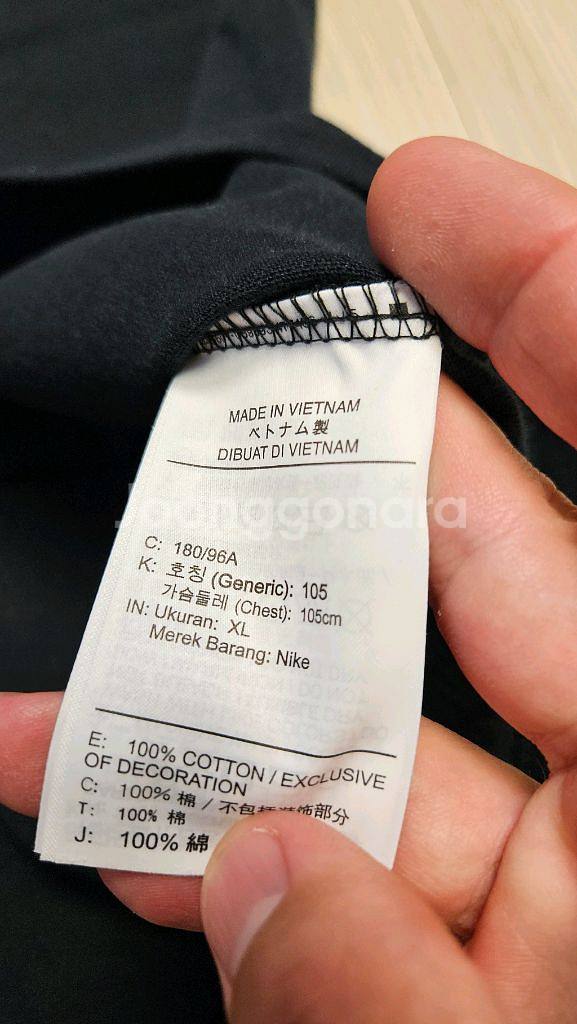 MADE IN VIETNAM
ベトナム製
DIBUAT DI VIETNAM
Joonggonara
C: 180/96A
K: 호칭 (Generic): 105
가슴둘레 (Chest): 105cm
IN: Ukuran: XL
Merek Barang: Nike
E: 100% COTTON / EXCLUSIVE
OF DECORATION
C: 100% 棉 / 不包括装饰部分
T: 100% 棉
J: 100% 綿